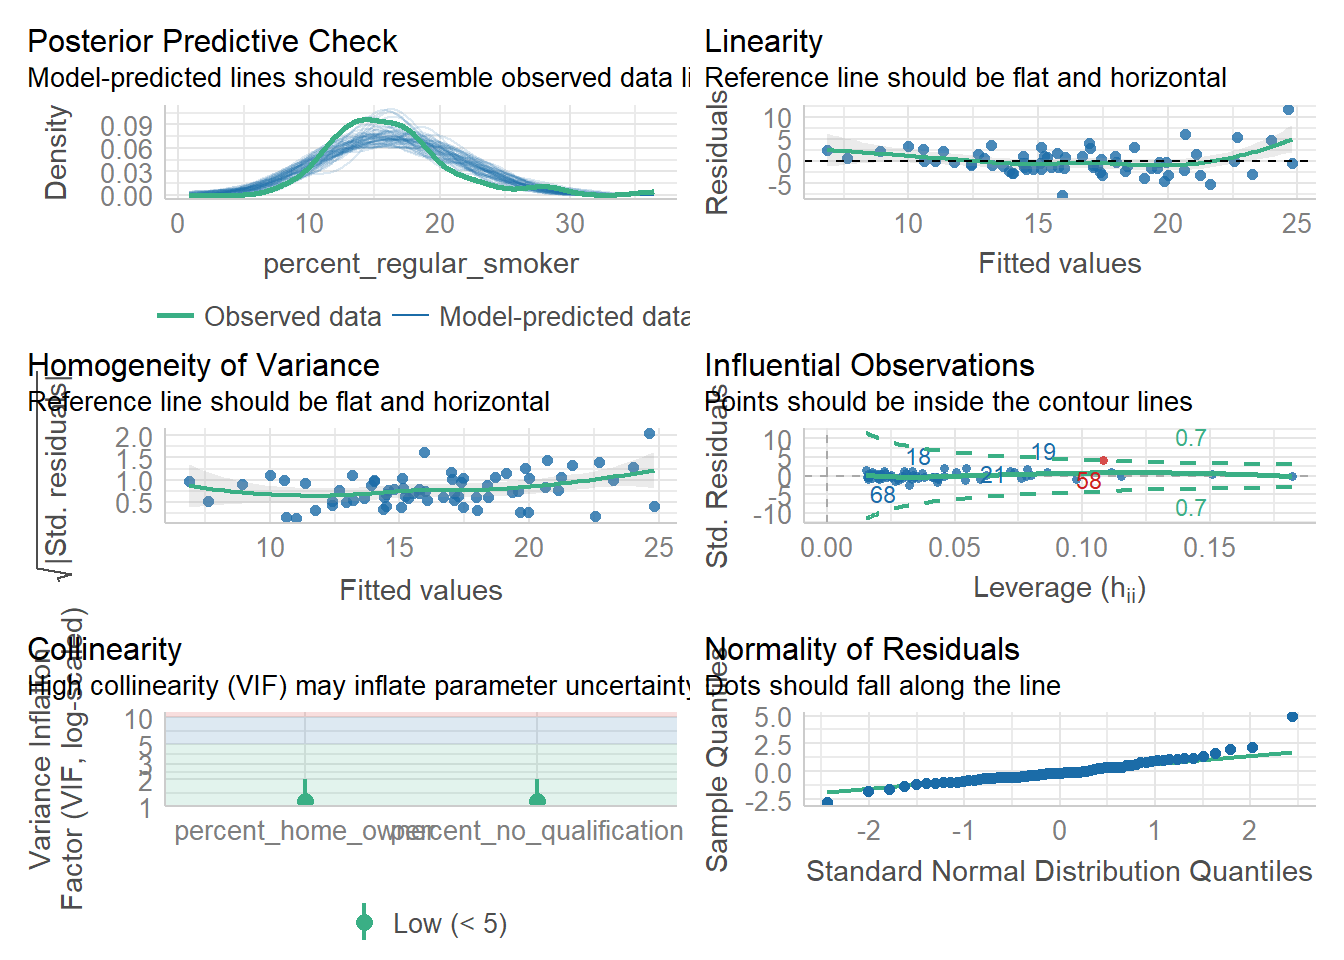 Posterior Predictive Check
Model-predicted lines should resemble observed data li
Density
0.09
0.06
0.03
0.00
0 10 20 30
percent_regular_smoker
Observed data Model-predicted data
Linearity
Reference line should be flat and horizontal
Residuals
10
5
0
-5
10 15 20 25
Fitted values
Homogeneity of Variance
Reference line should be flat and horizontal
√|Std. residuals|
2.0
1.5
1.0
0.5
10 15 20 25
Fitted values
Influential Observations
Points should be inside the contour lines
Std. Residuals
10
5
0
-5
-10
0.7
19
18
21
58
68
0.7
0.00 0.05 0.10 0.15
Leverage (hii)
Collinearity
High collinearity (VIF) may inflate parameter uncertainty
Variance Inflation
Factor (VIF, log-scaled)
10
5
3
2
1
percent_home_owner percent_no_qualification
Low (< 5)
Normality of Residuals
Dots should fall along the line
Sample Quantiles
5.0
2.5
0.0
-2.5
-2 -1 0 1 2
Standard Normal Distribution Quantiles